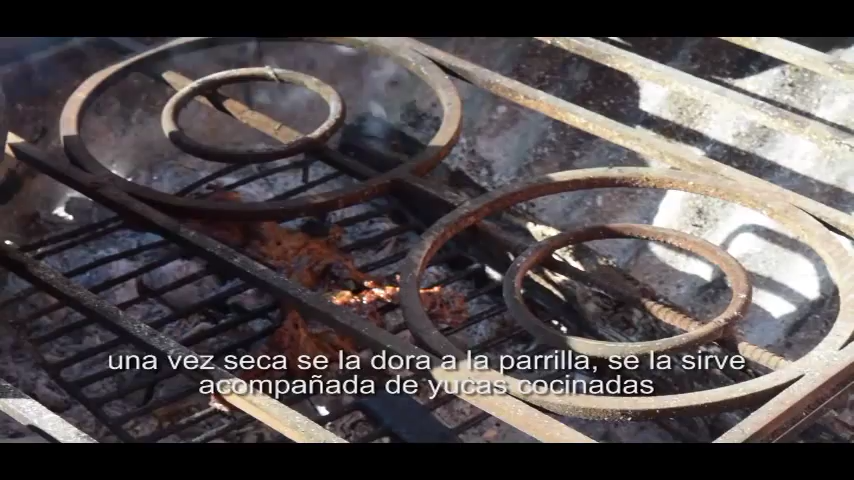 una vez seca se la dora a la parrilla, se la sirve
acompañada de yucas cocinadas